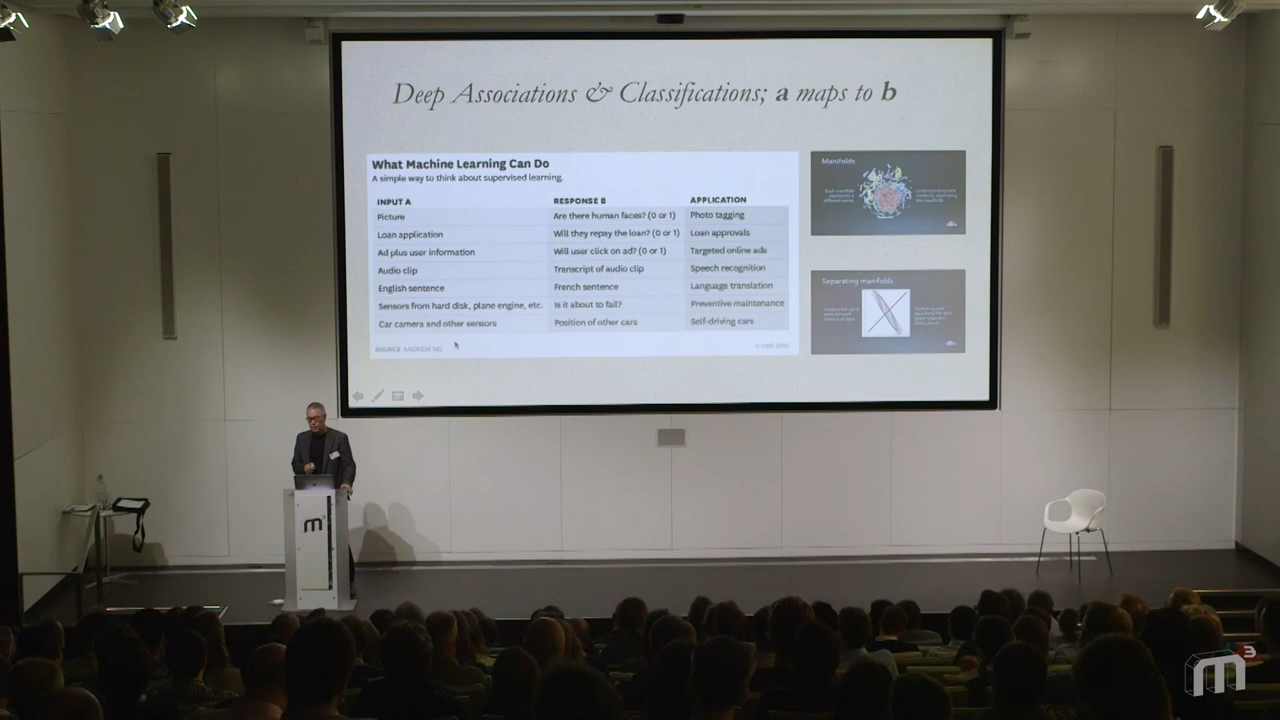 Deep Associations & Classifications; a maps to b
What Machine Learning Can Do
A simple way to think about supervised learning.
INPUT A RESPONSE B APPLICATION
Picture Are there human faces? (0 or 1) Photo tagging
Loan application Will they repay the loan? (0 or 1) Loan approvals
Ad plus user information Will user click on ad? (0 or 1) Targeted online ads
Audio clip Transcript of audio clip Speech recognition
English sentence French sentence Language translation
Sensors from hard disk, plane engine, etc. Is it about to fail? Preventive maintenance
Car camera and other sensors Position of other cars Self-driving cars
SOURCE ANDREW NG
Manifolds
Separating manifolds
m
m3